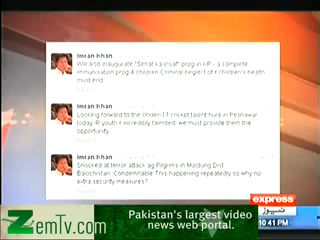 Imran Khan
Will also inaugurate "Sehat ka Insaf" prog in KP - a complete
immunisation prog 4 children. Criminal neglect of r children's health
must end.
Imran Khan
Looking forward to the Under-17 cricket talent hunt in Peshawar
today. R youth r incredibly talented, we must provide them the
opportunity
Imran Khan
Shocked at terror attack ag Pilgrims in Mastung Dist
Balochistan. Condemnable This happening repeatedly so why no
extra security measures?
express
نیوز
10:41 PM
ZemTv.com
Pakistan's largest video
news web portal.